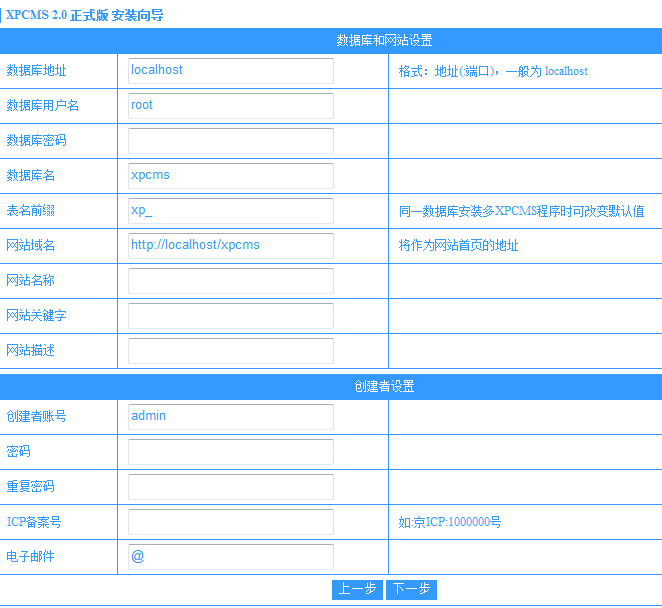 XPCMS 2.0 正式版 安装向导
数据库和网站设置
数据库地址 localhost 格式：地址(:端口)，一般为 localhost
数据库用户名 root
数据库密码
数据库名 xpcms
表名前缀 xp_ 同一数据库安装多XPCMS程序时可改变默认值
网站域名 http://localhost/xpcms 将作为网站首页的地址
网站名称
网站关键字
网站描述
创建者设置
创建者账号 admin
密码
重复密码
ICP备案号 如:京ICP:1000000号
电子邮件 @
上一步 下一步